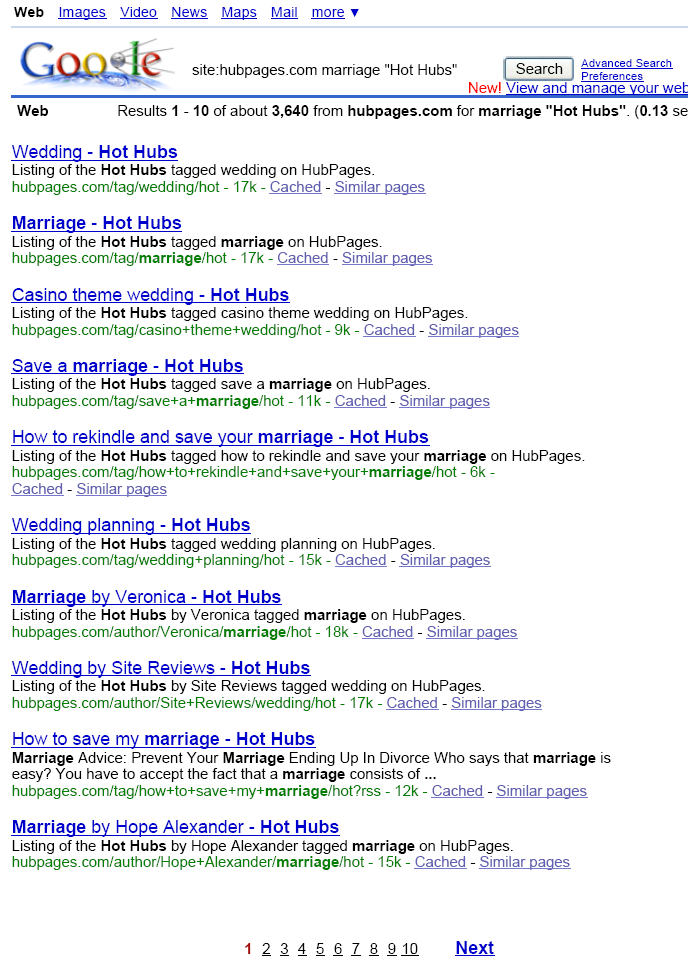 Web Images Video News Maps Mail more ▼
Google
site:hubpages.com marriage "Hot Hubs" Search Advanced Search
Preferences
New! View and manage your web
Web Results 1 - 10 of about 3,640 from hubpages.com for marriage "Hot Hubs". (0.13 se
Wedding - Hot Hubs
Listing of the Hot Hubs tagged wedding on HubPages.
hubpages.com/tag/wedding/hot - 17k - Cached - Similar pages
Marriage - Hot Hubs
Listing of the Hot Hubs tagged marriage on HubPages.
hubpages.com/tag/marriage/hot - 17k - Cached - Similar pages
Casino theme wedding - Hot Hubs
Listing of the Hot Hubs tagged casino theme wedding on HubPages.
hubpages.com/tag/casino+theme+wedding/hot - 9k - Cached - Similar pages
Save a marriage - Hot Hubs
Listing of the Hot Hubs tagged save a marriage on HubPages.
hubpages.com/tag/save+a+marriage/hot - 11k - Cached - Similar pages
How to rekindle and save your marriage - Hot Hubs
Listing of the Hot Hubs tagged how to rekindle and save your marriage on HubPages.
hubpages.com/tag/how+to+rekindle+and+save+your+marriage/hot - 6k -
Cached - Similar pages
Wedding planning - Hot Hubs
Listing of the Hot Hubs tagged wedding planning on HubPages.
hubpages.com/tag/wedding+planning/hot - 15k - Cached - Similar pages
Marriage by Veronica - Hot Hubs
Listing of the Hot Hubs by Veronica tagged marriage on HubPages.
hubpages.com/author/Veronica/marriage/hot - 18k - Cached - Similar pages
Wedding by Site Reviews - Hot Hubs
Listing of the Hot Hubs by Site Reviews tagged wedding on HubPages.
hubpages.com/author/Site+Reviews/wedding/hot - 17k - Cached - Similar pages
How to save my marriage - Hot Hubs
Marriage Advice: Prevent Your Marriage Ending Up In Divorce Who says that marriage is
easy? You have to accept the fact that a marriage consists of ...
hubpages.com/tag/how+to+save+my+marriage/hot?rss - 12k - Cached - Similar pages
Marriage by Hope Alexander - Hot Hubs
Listing of the Hot Hubs by Hope Alexander tagged marriage on HubPages.
hubpages.com/author/Hope+Alexander/marriage/hot - 15k - Cached - Similar pages
1 2 3 4 5 6 7 8 9 10 Next